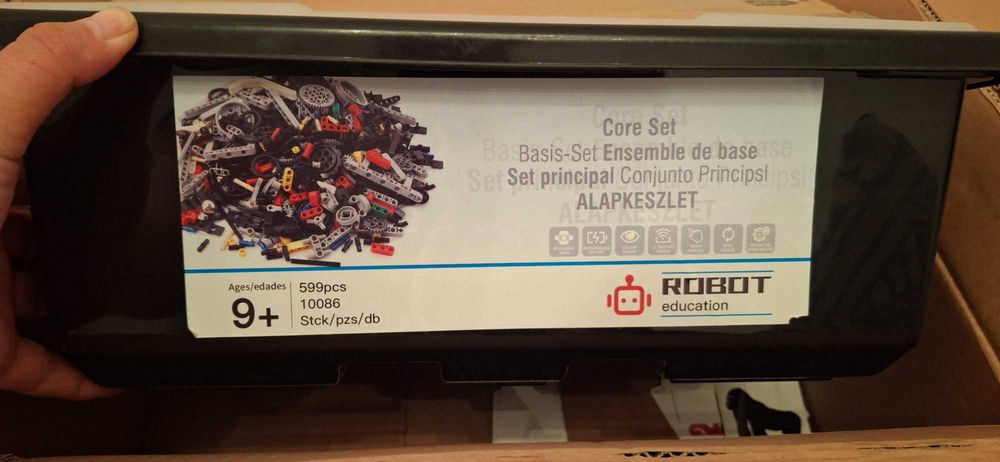 Core Set
Basis-Set Ensemble de base
Set principal Conjunto Principsl
ALAPKESZLET
Ages/edades
9+
599pcs
10086
Stck/pzs/db
ROBOT
education